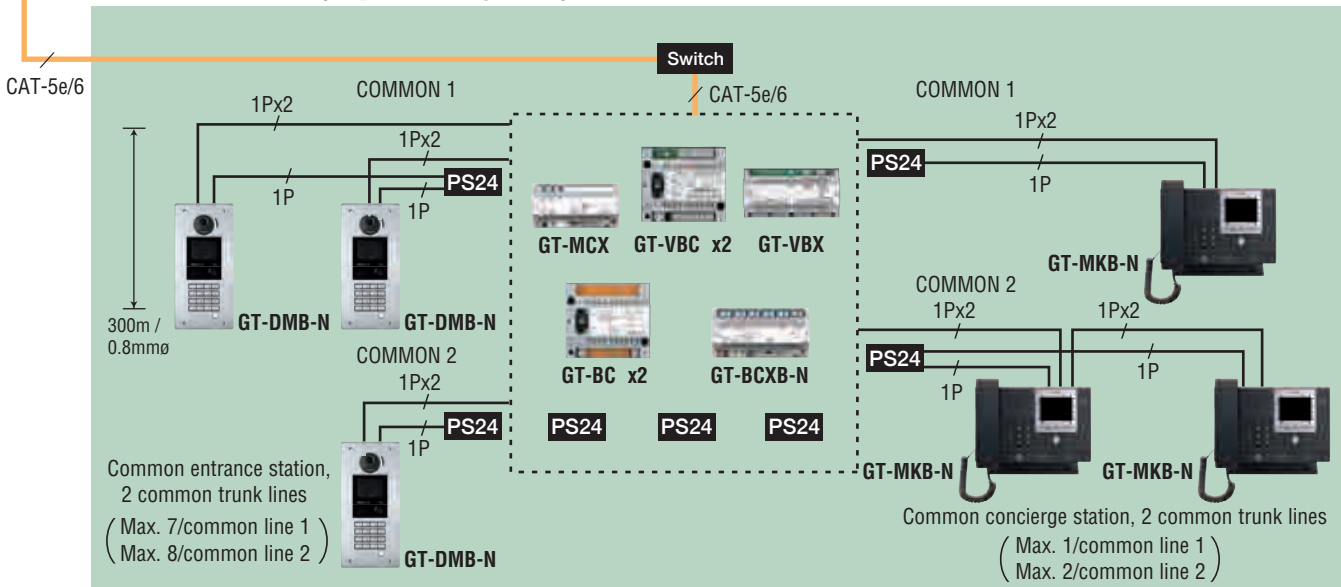 Switch
CAT-5e/6
CAT-5e/6
COMMON 1
1Px2
1Px2
PS24
1P
1P
300m /
0.8mmø
GT-DMB-N
GT-DMB-N
COMMON 2
1Px2
PS24
1P
Common entrance station,
2 common trunk lines
Max. 7/common line 1
Max. 8/common line 2
GT-DMB-N
GT-MCX
GT-VBC x2
GT-VBX
GT-BC x2
GT-BCXB-N
PS24
PS24
PS24
COMMON 1
1Px2
PS24
1P
GT-MKB-N
COMMON 2
1Px2
1Px2
PS24
1P
1P
GT-MKB-N
GT-MKB-N
Common concierge station, 2 common trunk lines
Max. 1/common line 1
Max. 2/common line 2